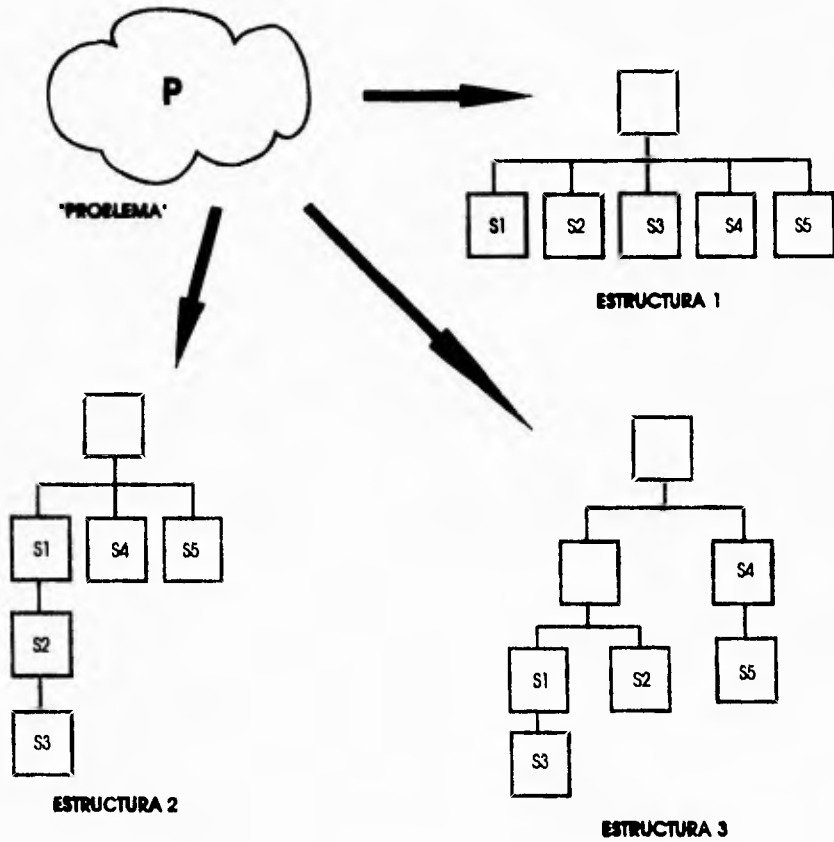 P
"PROBLEMA"
S1 S2 S3 S4 S5
ESTRUCTURA 1
S1 S4 S5
S2
S3
ESTRUCTURA 2
S4
S1 S2 S5
S3
ESTRUCTURA 3